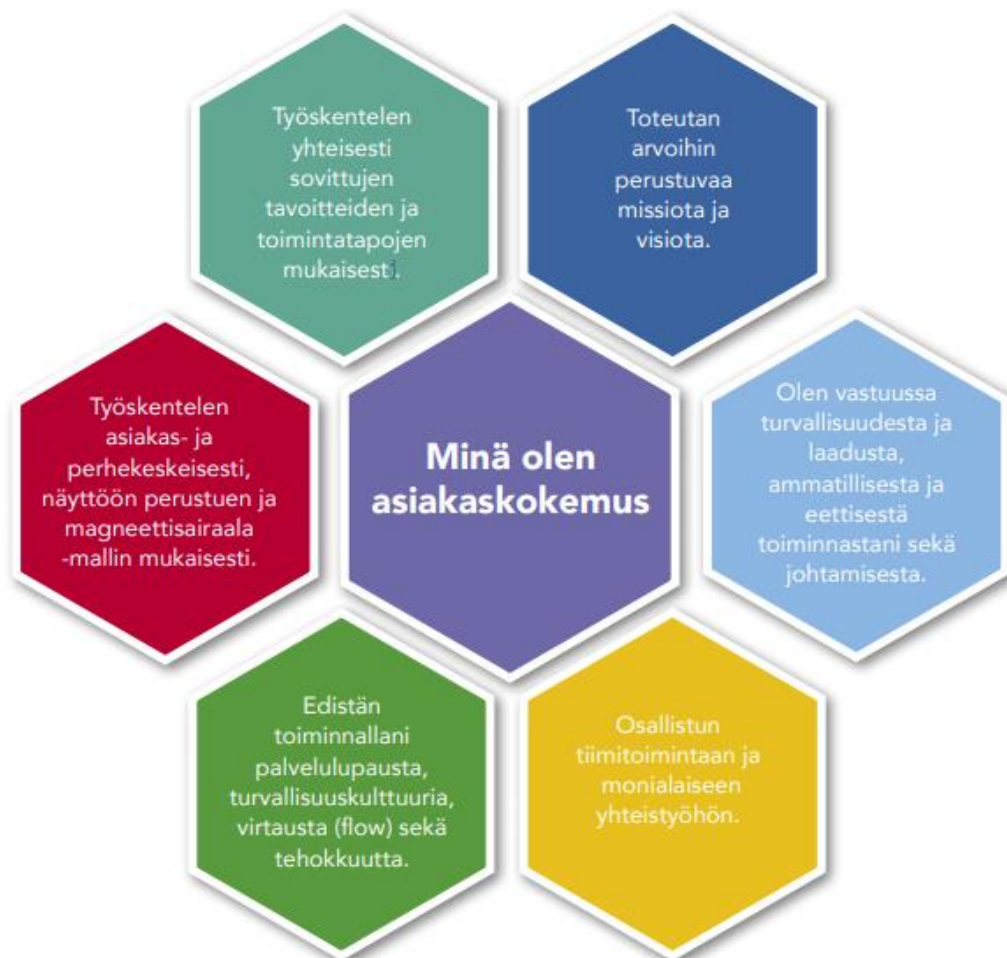 Työskentelen
yhteisesti
sovittujen
tavoitteiden ja
toimintatapojen
mukaisesti.
Toteutan
arvoihin
perustuvaa
missiota ja
visiota.
Työskentelen
asiakas- ja
perhekeskeisesti,
näyttöön perustuen ja
magneettisairaala
-mallin mukaisesti.
Minä olen
asiakaskokemus
Olen vastuussa
turvallisuudesta ja
laadusta,
ammatillisesta ja
eettisestä
toiminnastani sekä
johtamisesta.
Edistän
toiminnallani
palvelulupausta,
turvallisuuskulttuuria,
virtausta (flow) sekä
tehokkuutta.
Osallistun
tiimitoimintaan ja
monialaiseen
yhteistyöhön.